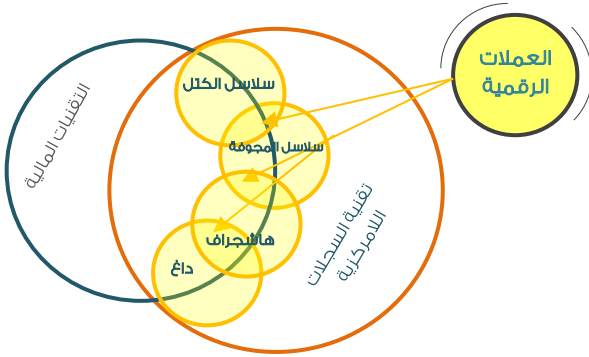 العملات
الرقمية
سلاسل الكتل
سلاسل المجوفة
هاشجراف
داغ
التقنيات المالية
تقنية السجلات
اللامركزية